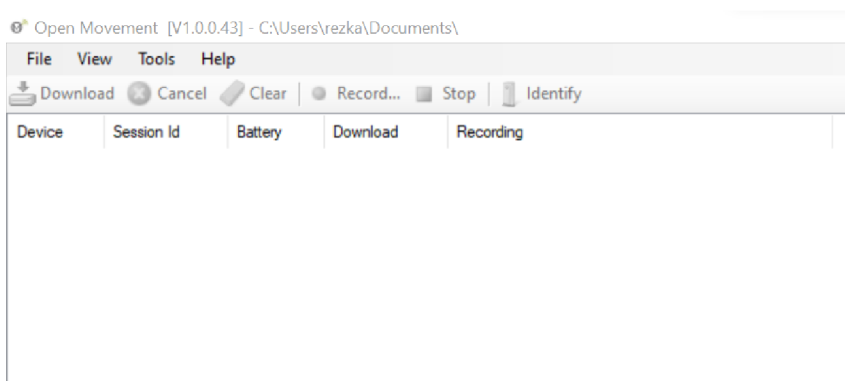 Open Movement [V1.0.0.43] - C:\Users\rezka\Documents\
File View Tools Help
Download Cancel Clear Record... Stop Identify
Device Session Id Battery Download Recording